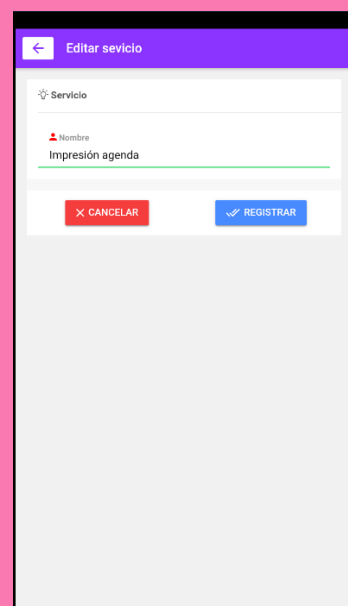 Editar sevicio
Servicio
Nombre
Impresión agenda
CANCELAR
REGISTRAR